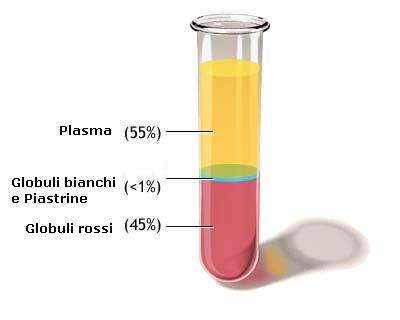 Plasma (55%)
Globuli bianchi
e Piastrine (<1%)
Globuli rossi (45%)